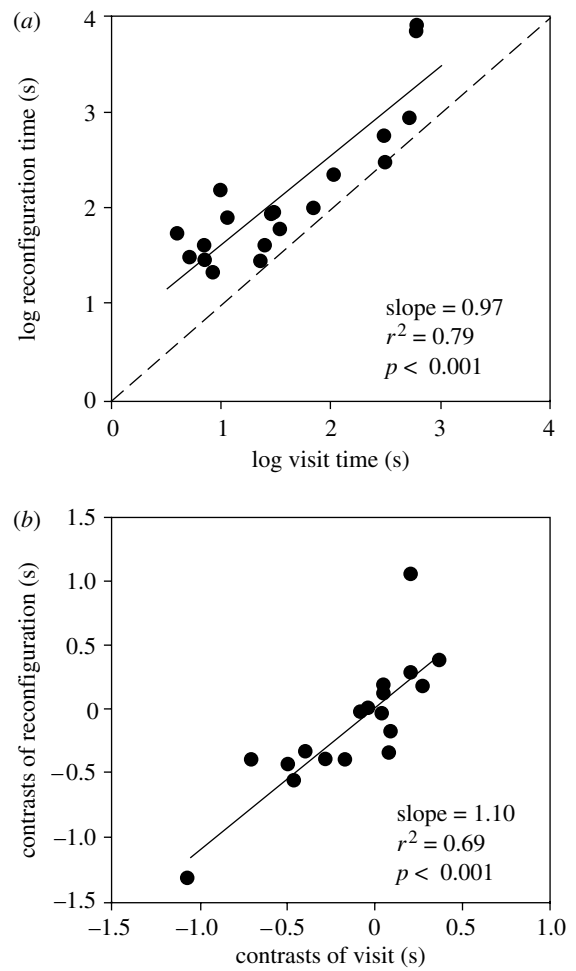 (a)
4
3
2
1
0
log reconfiguration time (s)
slope = 0.97
r² = 0.79
p < 0.001
0 1 2 3 4
log visit time (s)
(b)
1.5
1.0
0.5
0
−0.5
−1.0
−1.5
contrasts of reconfiguration (s)
slope = 1.10
r² = 0.69
p < 0.001
−1.5 −1.0 −0.5 0 0.5 1.0
contrasts of visit (s)